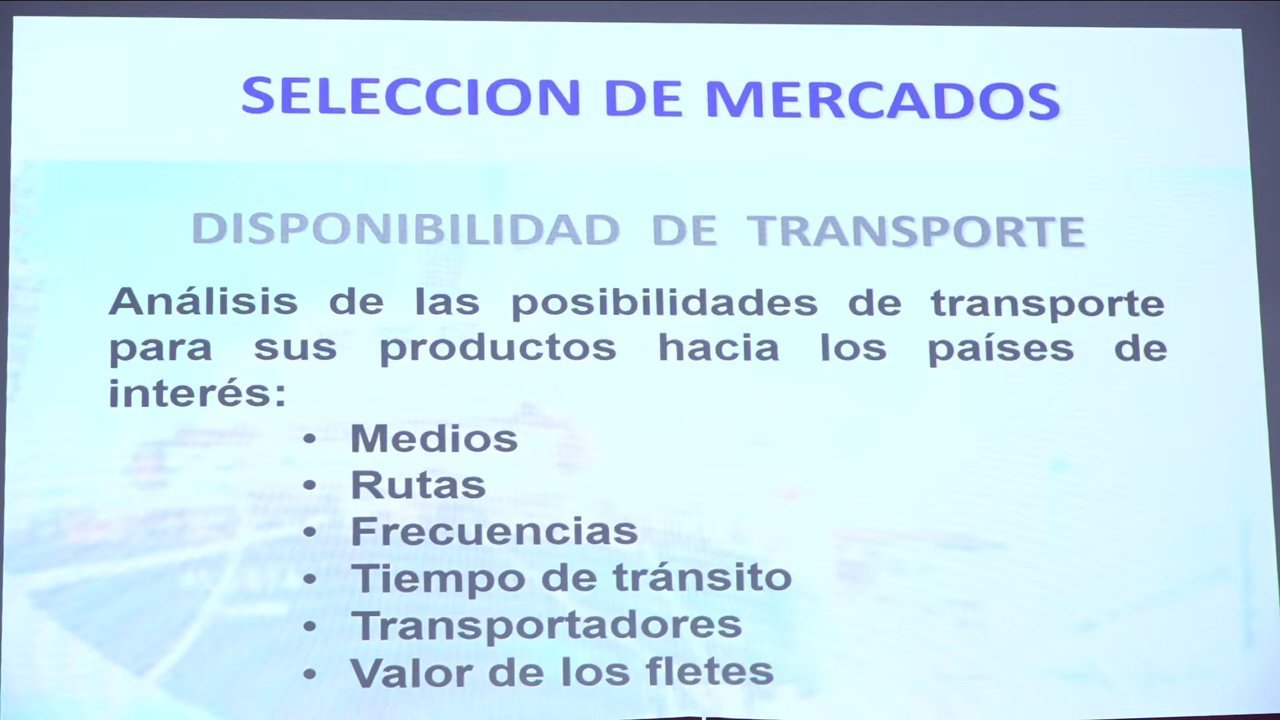 SELECCION DE MERCADOS
DISPONIBILIDAD DE TRANSPORTE
Análisis de las posibilidades de transporte
para sus productos hacia los países de
interés:
• Medios
• Rutas
• Frecuencias
• Tiempo de tránsito
• Transportadores
• Valor de los fletes